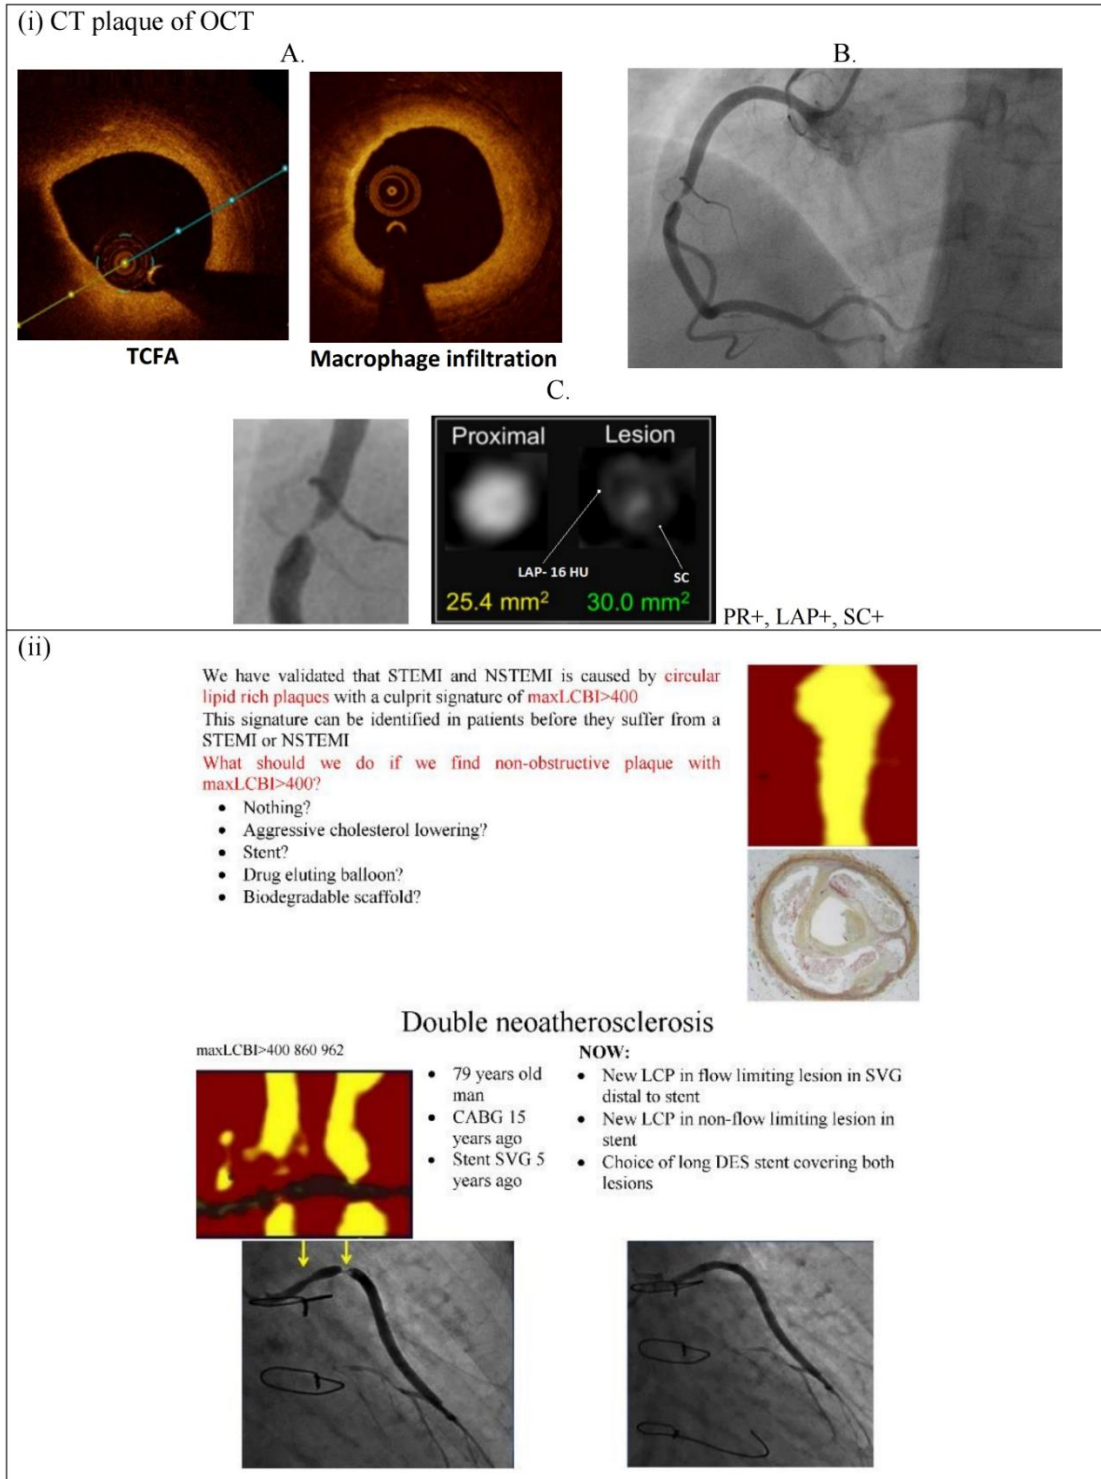 (i) CT plaque of OCT
A.
B.
TCFA
Macrophage infiltration
C.
Proximal
Lesion
LAP- 16 HU
SC
25.4 mm²
30.0 mm²
PR+, LAP+, SC+
(ii)
We have validated that STEMI and NSTEMI is caused by circular
lipid rich plaques with a culprit signature of maxLCBI>400
This signature can be identified in patients before they suffer from a
STEMI or NSTEMI
What should we do if we find non-obstructive plaque with
maxLCBI>400?
• Nothing?
• Aggressive cholesterol lowering?
• Stent?
• Drug eluting balloon?
• Biodegradable scaffold?
Double neoatherosclerosis
maxLCBI>400 860 962
• 79 years old
man
• CABG 15
years ago
• Stent SVG 5
years ago
NOW:
• New LCP in flow limiting lesion in SVG
distal to stent
• New LCP in non-flow limiting lesion in
stent
• Choice of long DES stent covering both
lesions